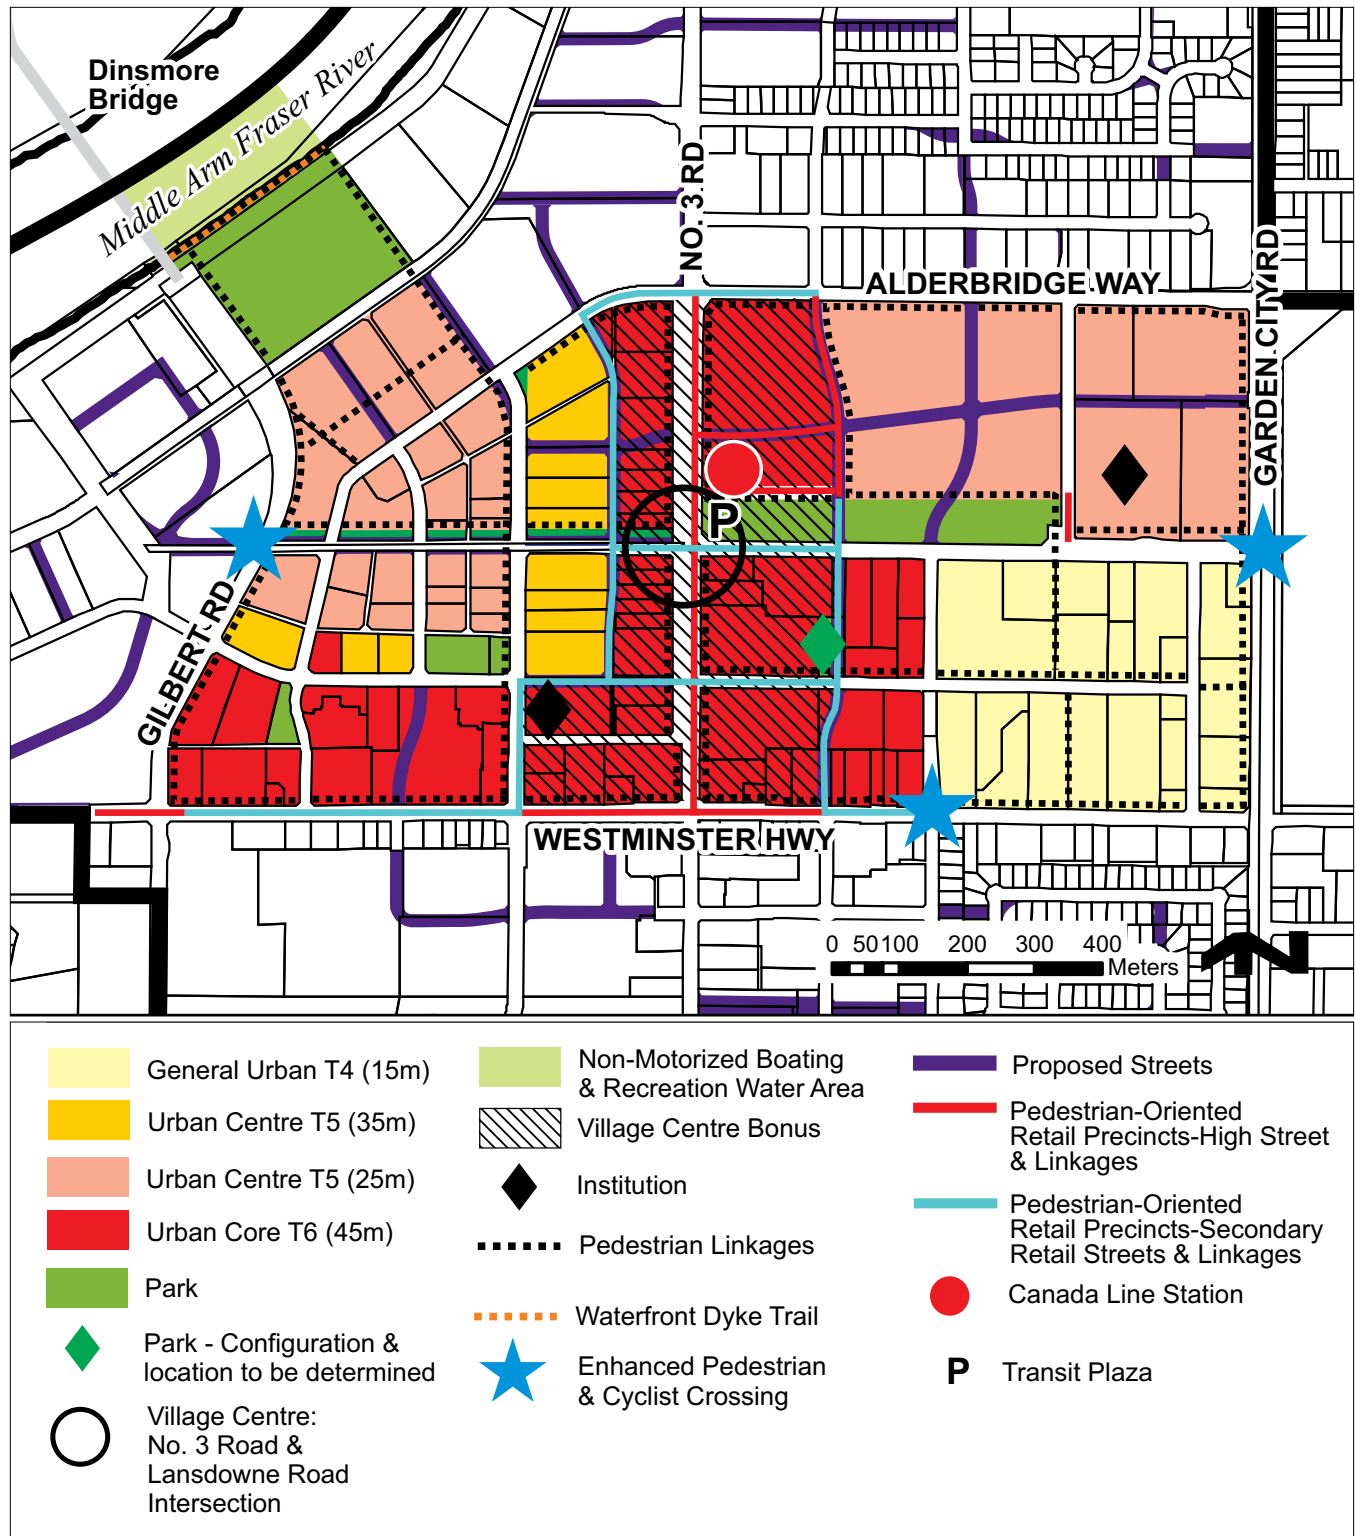 Dinsmore
Bridge
Middle Arm Fraser River
NO. 3 RD
ALDERBRIDGE WAY
GARDEN CITY RD
P
GILBERT RD
WESTMINSTER HWY
0 50 100 200 300 400
Meters
General Urban T4 (15m)
Urban Centre T5 (35m)
Urban Centre T5 (25m)
Urban Core T6 (45m)
Park
Park - Configuration &
location to be determined
Village Centre:
No. 3 Road &
Lansdowne Road
Intersection
Non-Motorized Boating
& Recreation Water Area
Village Centre Bonus
Institution
Pedestrian Linkages
Waterfront Dyke Trail
Enhanced Pedestrian
& Cyclist Crossing
Proposed Streets
Pedestrian-Oriented
Retail Precincts-High Street
& Linkages
Pedestrian-Oriented
Retail Precincts-Secondary
Retail Streets & Linkages
Canada Line Station
P Transit Plaza